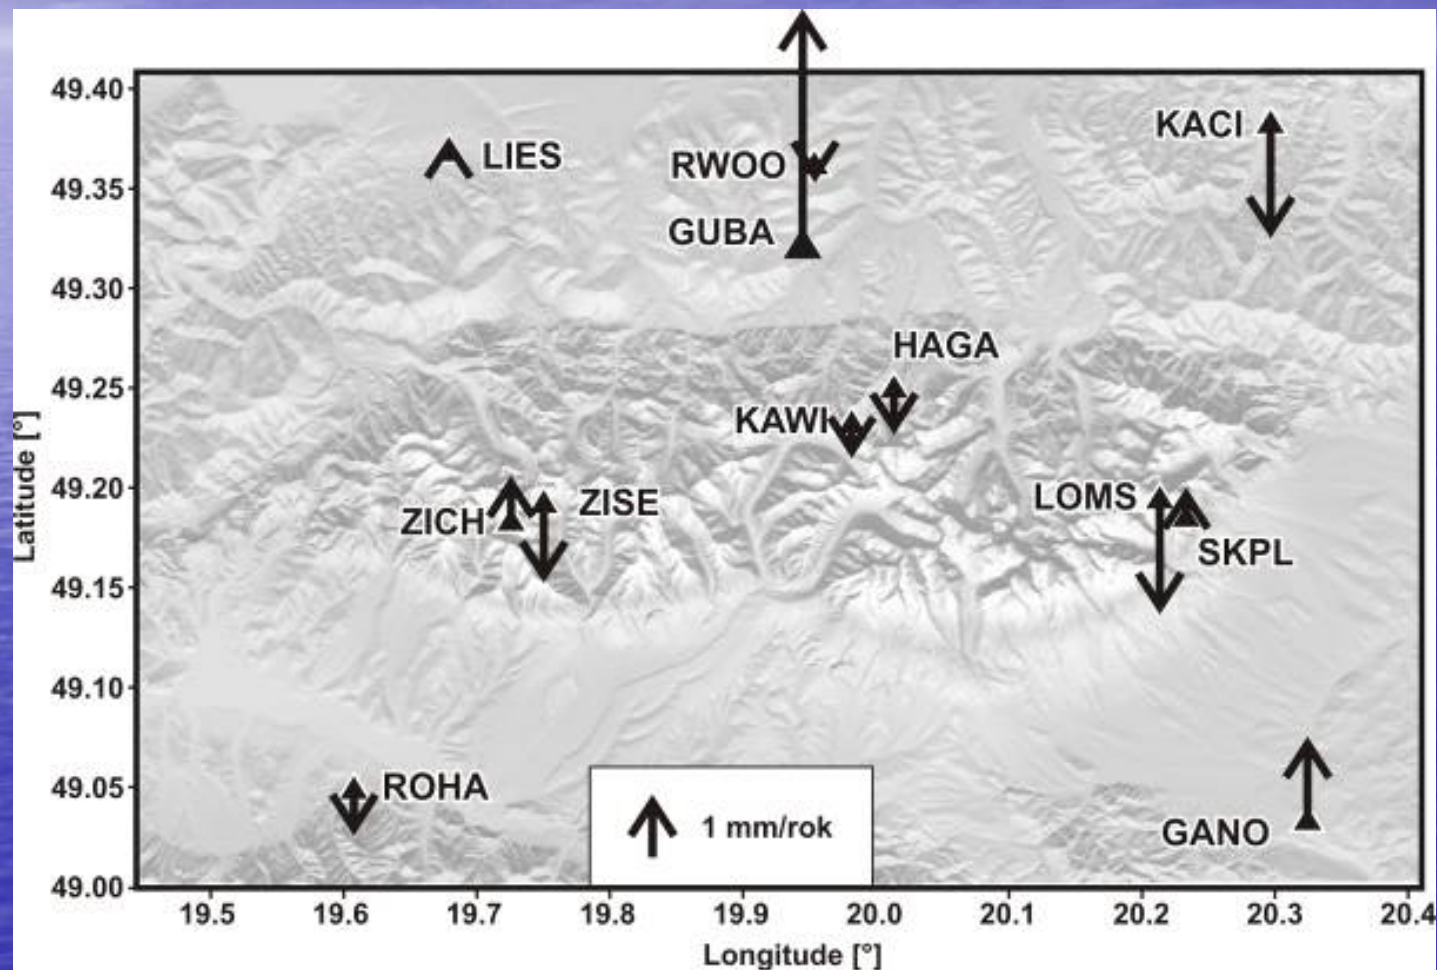 49.40
KACI
LIES
RWOO
49.35
GUBA
49.30
HAGA
49.25
KAWI
49.20
ZISE
LOMS
ZICH
SKPL
49.15
49.10
49.05
ROHA
1 mm/rok
GANO
49.00
Latitude [°]
19.5 19.6 19.7 19.8 19.9 20.0 20.1 20.2 20.3 20.4
Longitude [°]